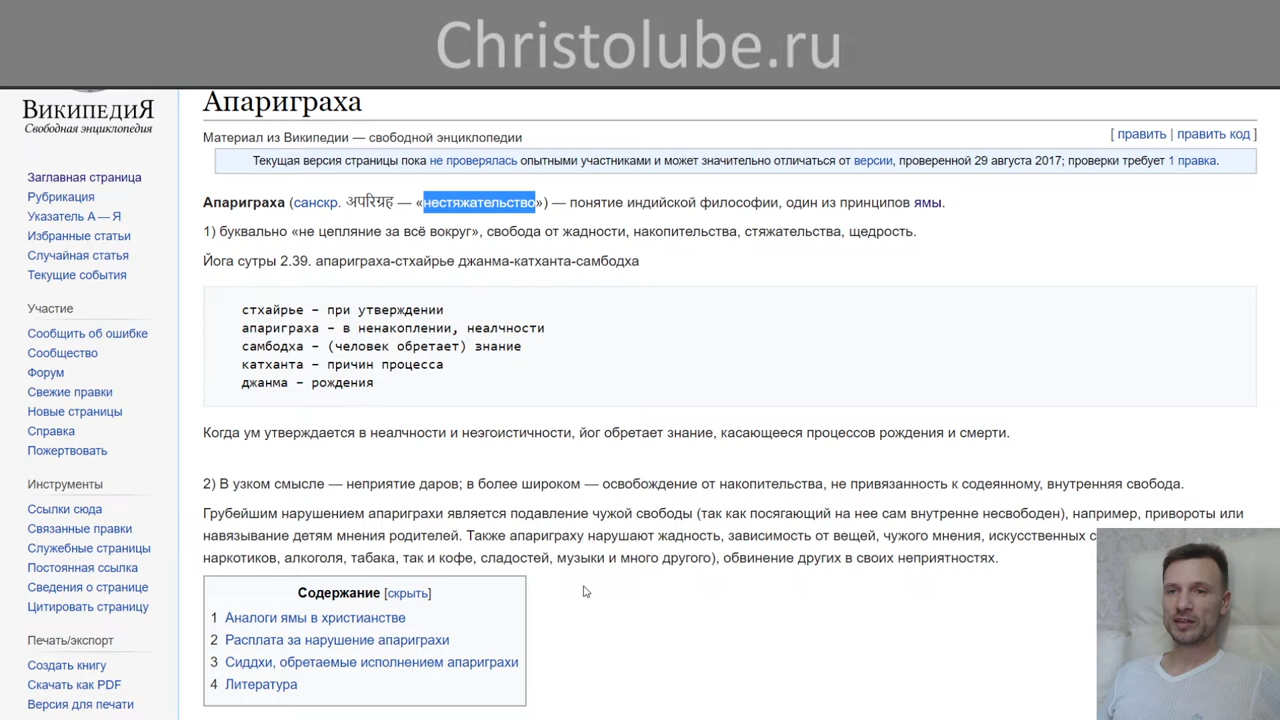 Christolube.ru
ВИКИПЕДИЯ
Свободная энциклопедия
Заглавная страница
Рубрикация
Указатель А — Я
Избранные статьи
Случайная статья
Текущие события
Участие
Сообщить об ошибке
Сообщество
Форум
Свежие правки
Новые страницы
Справка
Пожертвовать
Инструменты
Ссылки сюда
Связанные правки
Служебные страницы
Постоянная ссылка
Сведения о странице
Цитировать страницу
Печать/экспорт
Создать книгу
Скачать как PDF
Версия для печати
Апариграха
Материал из Википедии — свободной энциклопедии
[ править | править код ]
Текущая версия страницы пока не проверялась опытными участниками и может значительно отличаться от версии, проверенной 29 августа 2017; проверки требует 1 правка.
Апариграха (санскр. अपरिग्रह — «нестяжательство») — понятие индийской философии, один из принципов ямы.
1) буквально «не цепляние за всё вокруг», свобода от жадности, накопительства, стяжательства, щедрость.
Йога сутры 2.39. апариграха-стхайрье джанма-катханта-самбодха
стхайрье – при утверждении
апариграха – в ненакоплении, неалчности
самбодха – (человек обретает) знание
катханта – причин процесса
джанма – рождения
Когда ум утверждается в неалчности и неэгоистичности, йог обретает знание, касающееся процессов рождения и смерти.
2) В узком смысле — неприятие даров; в более широком — освобождение от накопительства, не привязанность к содеянному, внутренняя свобода.
Грубейшим нарушением апариграхи является подавление чужой свободы (так как посягающий на нее сам внутренне несвободен), например, привороты или
навязывание детям мнения родителей. Также апариграху нарушают жадность, зависимость от вещей, чужого мнения, искусственных с
наркотиков, алкоголя, табака, так и кофе, сладостей, музыки и много другого), обвинение других в своих неприятностях.
Содержание [скрыть]
1 Аналоги ямы в христианстве
2 Расплата за нарушение апариграхи
3 Сиддхи, обретаемые исполнением апариграхи
4 Литература